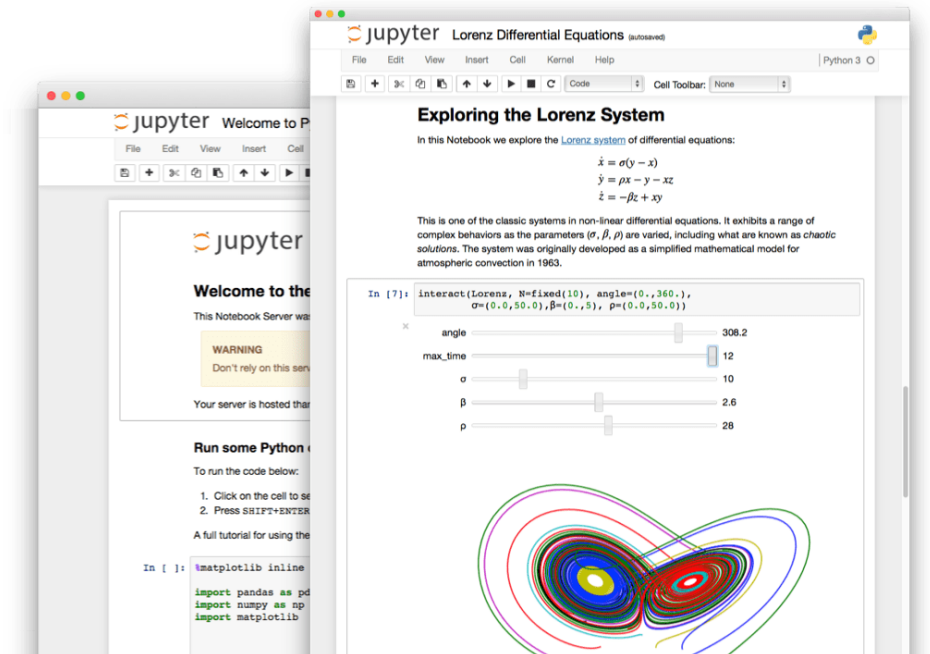 jupyter Lorenz Differential Equations (autosaved)
File Edit View Insert Cell Kernel Help Python 3
Code Cell Toolbar: None
Exploring the Lorenz System
In this Notebook we explore the Lorenz system of differential equations:
ẋ = σ(y − x)
ẏ = ρx − y − xz
ż = −βz + xy
This is one of the classic systems in non-linear differential equations. It exhibits a range of
complex behaviors as the parameters (σ, β, ρ) are varied, including what are known as chaotic
solutions. The system was originally developed as a simplified mathematical model for
atmospheric convection in 1963.
In [7]: interact(Lorenz, N=fixed(10), angle=(0.,360.),
σ=(0.0,50.0),β=(0.,5), ρ=(0.0,50.0))
× angle 308.2
max_time 12
σ 10
β 2.6
ρ 28
jupyter Welcome to P
File Edit View Insert Cell
jupyter
Welcome to the
This Notebook Server was
WARNING
Don't rely on this serv
Your server is hosted than
Run some Python
To run the code below:
1. Click on the cell to se
2. Press SHIFT+ENTER
A full tutorial for using the
In [ ]: %matplotlib inline
import pandas as pd
import numpy as np
import matplotlib